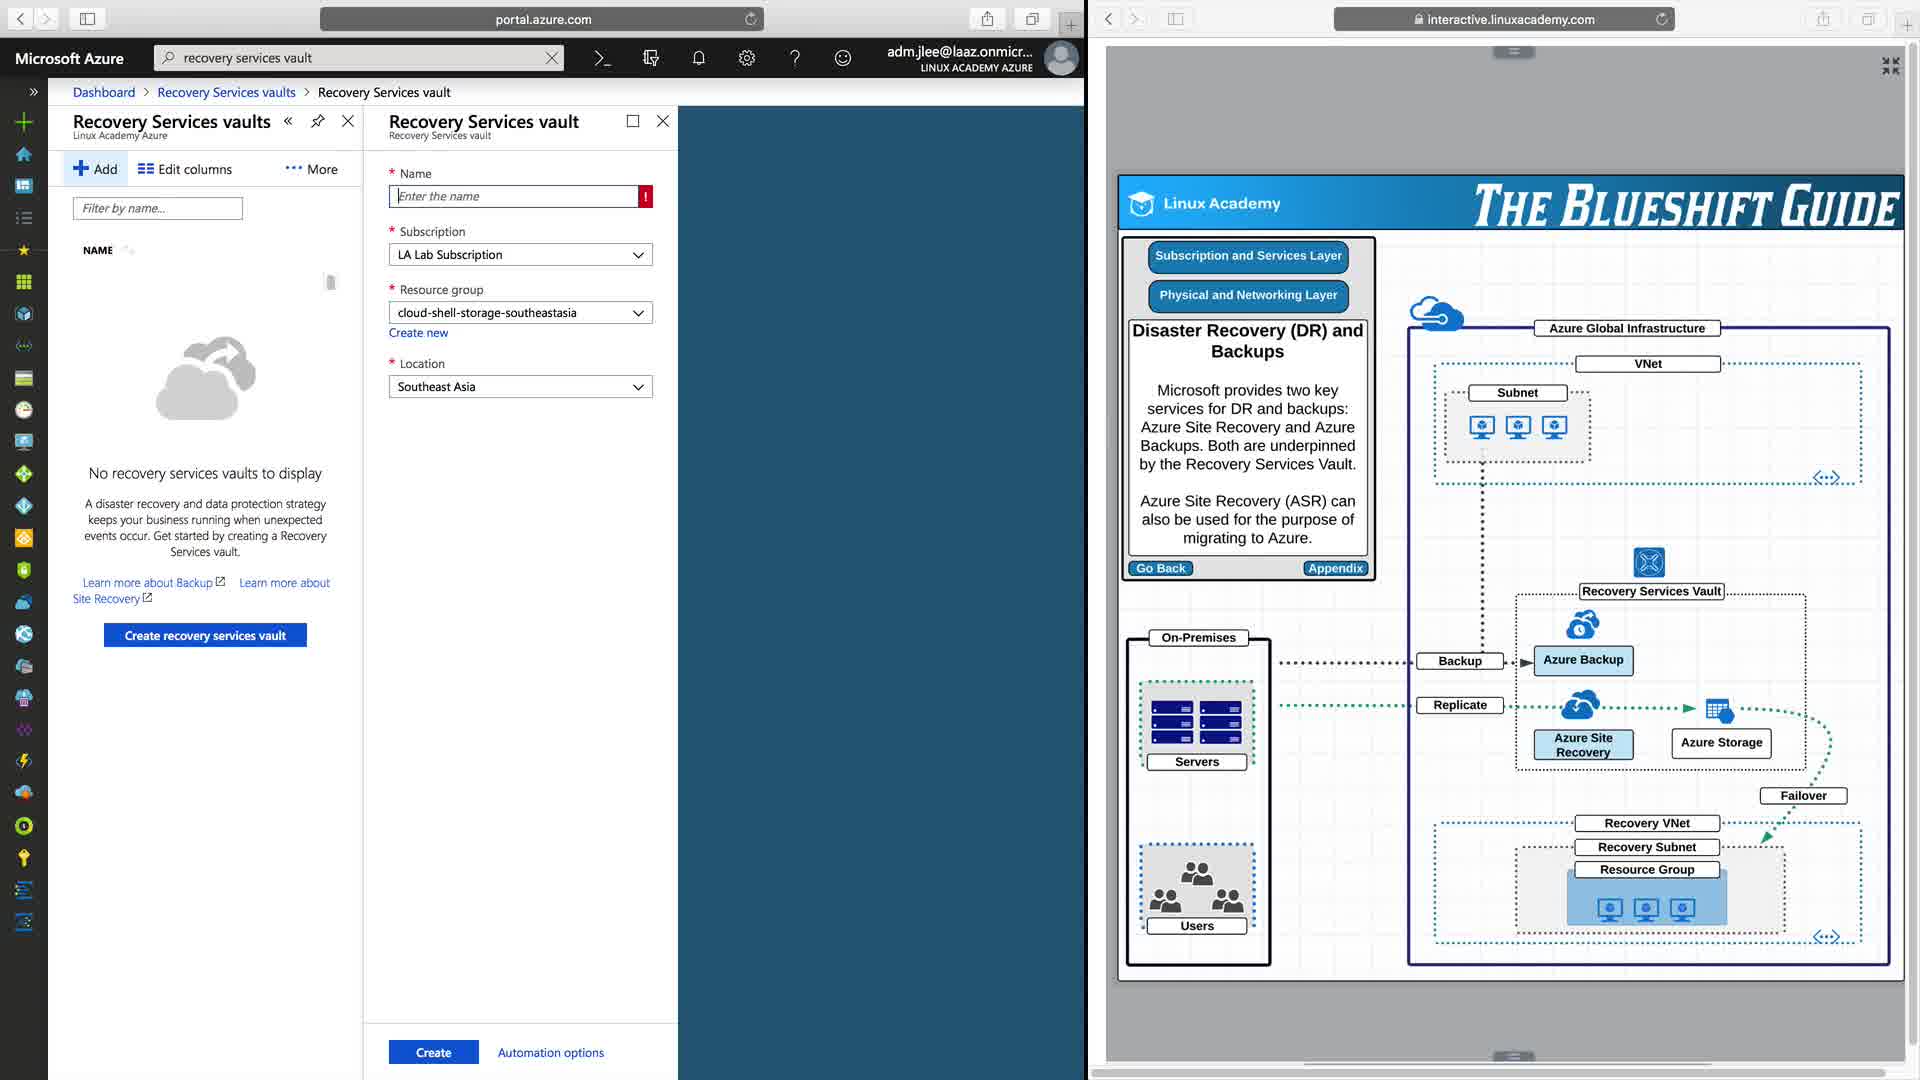 portal.azure.com
Microsoft Azure
recovery services vault
adm.jlee@laaz.onmicr...
LINUX ACADEMY AZURE
Dashboard > Recovery Services vaults > Recovery Services vault
Recovery Services vaults
Linux Academy Azure
Add
Edit columns
More
Filter by name...
NAME
No recovery services vaults to display
A disaster recovery and data protection strategy
keeps your business running when unexpected
events occur. Get started by creating a Recovery
Services vault.
Learn more about Backup
Learn more about
Site Recovery
Create recovery services vault
Recovery Services vault
Recovery Services vault
* Name
Enter the name
!
* Subscription
LA Lab Subscription
* Resource group
cloud-shell-storage-southeastasia
Create new
* Location
Southeast Asia
Create
Automation options
interactive.linuxacademy.com
Linux Academy
THE BLUESHIFT GUIDE
Subscription and Services Layer
Physical and Networking Layer
Disaster Recovery (DR) and
Backups
Microsoft provides two key
services for DR and backups:
Azure Site Recovery and Azure
Backups. Both are underpinned
by the Recovery Services Vault.
Azure Site Recovery (ASR) can
also be used for the purpose of
migrating to Azure.
Go Back
Appendix
Azure Global Infrastructure
VNet
Subnet
Recovery Services Vault
On-Premises
Backup
Azure Backup
Replicate
Azure Site
Recovery
Azure Storage
Servers
Failover
Recovery VNet
Recovery Subnet
Resource Group
Users